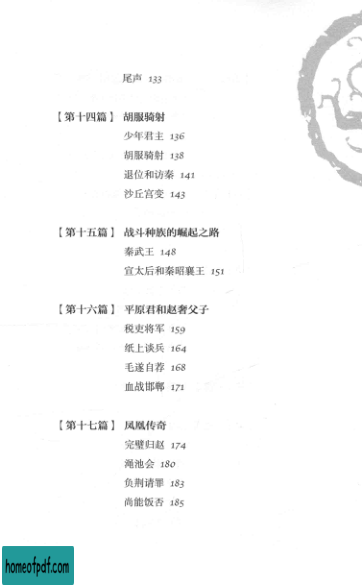 尾声 133
【第十四篇】 胡服骑射
少年君主 136
胡服骑射 138
退位和访秦 141
沙丘宫变 143
【第十五篇】 战斗种族的崛起之路
秦武王 148
宣太后和秦昭襄王 151
【第十六篇】 平原君和赵奢父子
税吏将军 159
纸上谈兵 164
毛遂自荐 168
血战邯郸 171
【第十七篇】 凤凰传奇
完璧归赵 174
渑池会 180
负荆请罪 183
尚能饭否 185
homeofpdf.com